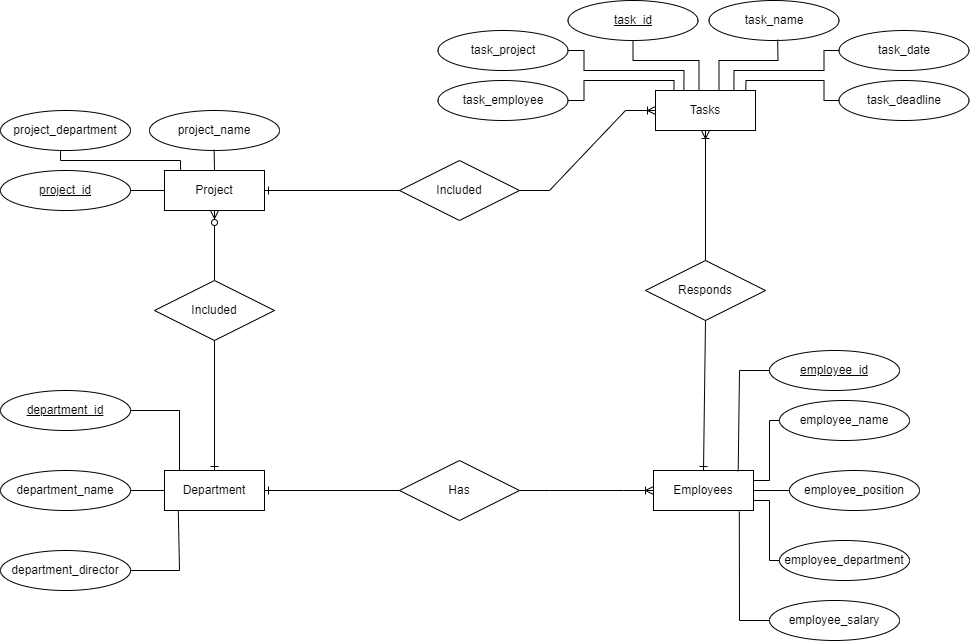 task_id
task_name
task_project
task_date
task_employee
task_deadline
Tasks
project_department
project_name
project_id
Project
Included
Included
Responds
employee_id
department_id
employee_name
department_name
Department
Has
Employees
employee_position
department_director
employee_department
employee_salary